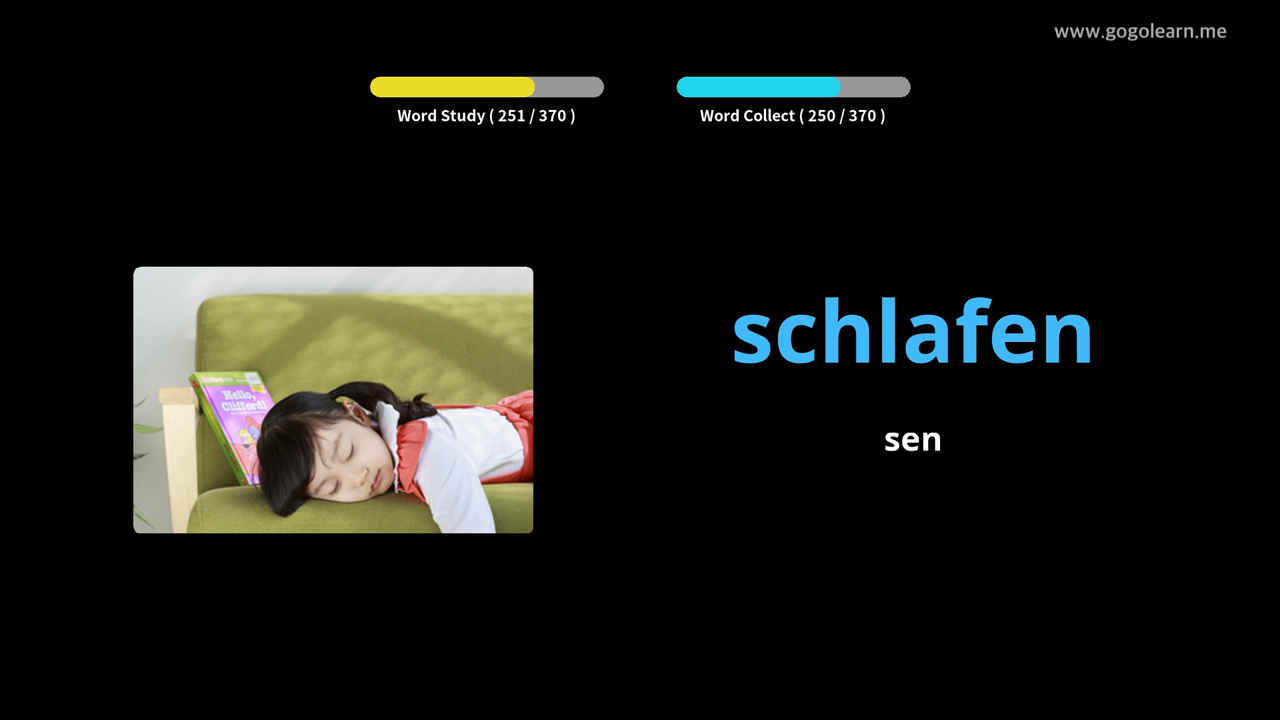 www.gogolearn.me
Word Study ( 251 / 370 )
Word Collect ( 250 / 370 )
Hello,
Clifford!
schlafen
sen